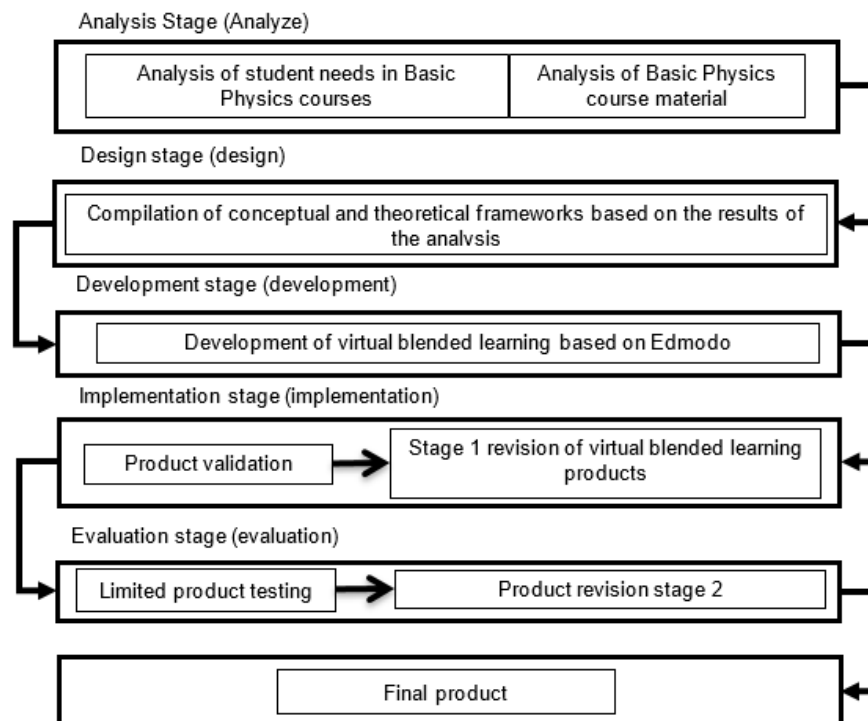 Analysis Stage (Analyze)
Analysis of student needs in Basic
Physics courses
Analysis of Basic Physics
course material
Design stage (design)
Compilation of conceptual and theoretical frameworks based on the results of
the analysis
Development stage (development)
Development of virtual blended learning based on Edmodo
Implementation stage (implementation)
Product validation
Stage 1 revision of virtual blended learning
products
Evaluation stage (evaluation)
Limited product testing
Product revision stage 2
Final product